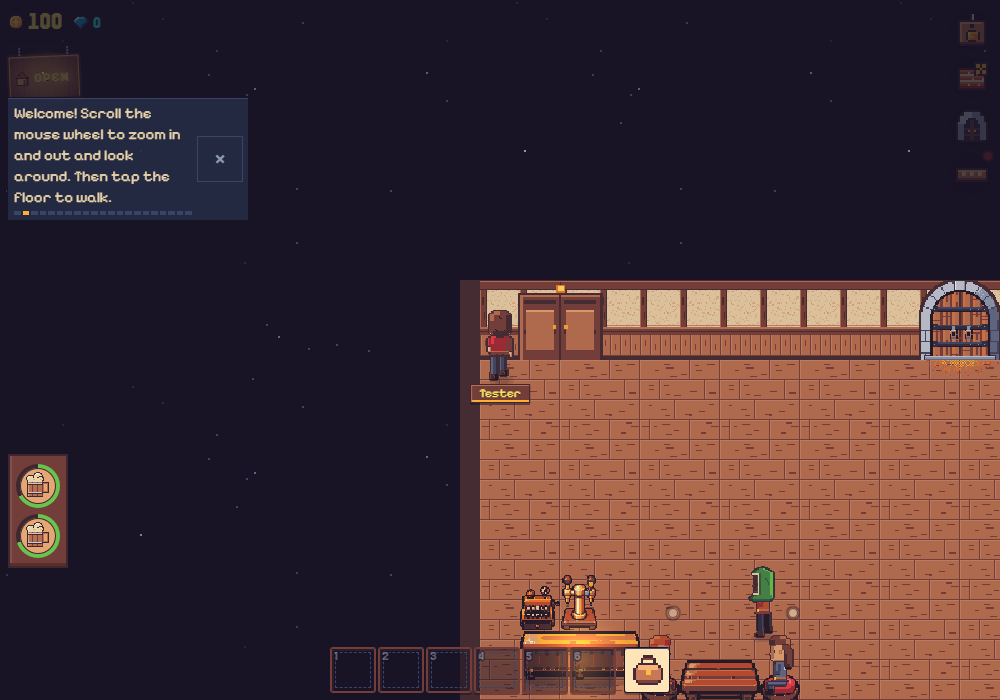 100 0
OPEN
Welcome! Scroll the
mouse wheel to zoom in
and out and look
around. Then tap the
floor to walk.
×
Tester
1 2 3 4 5 6